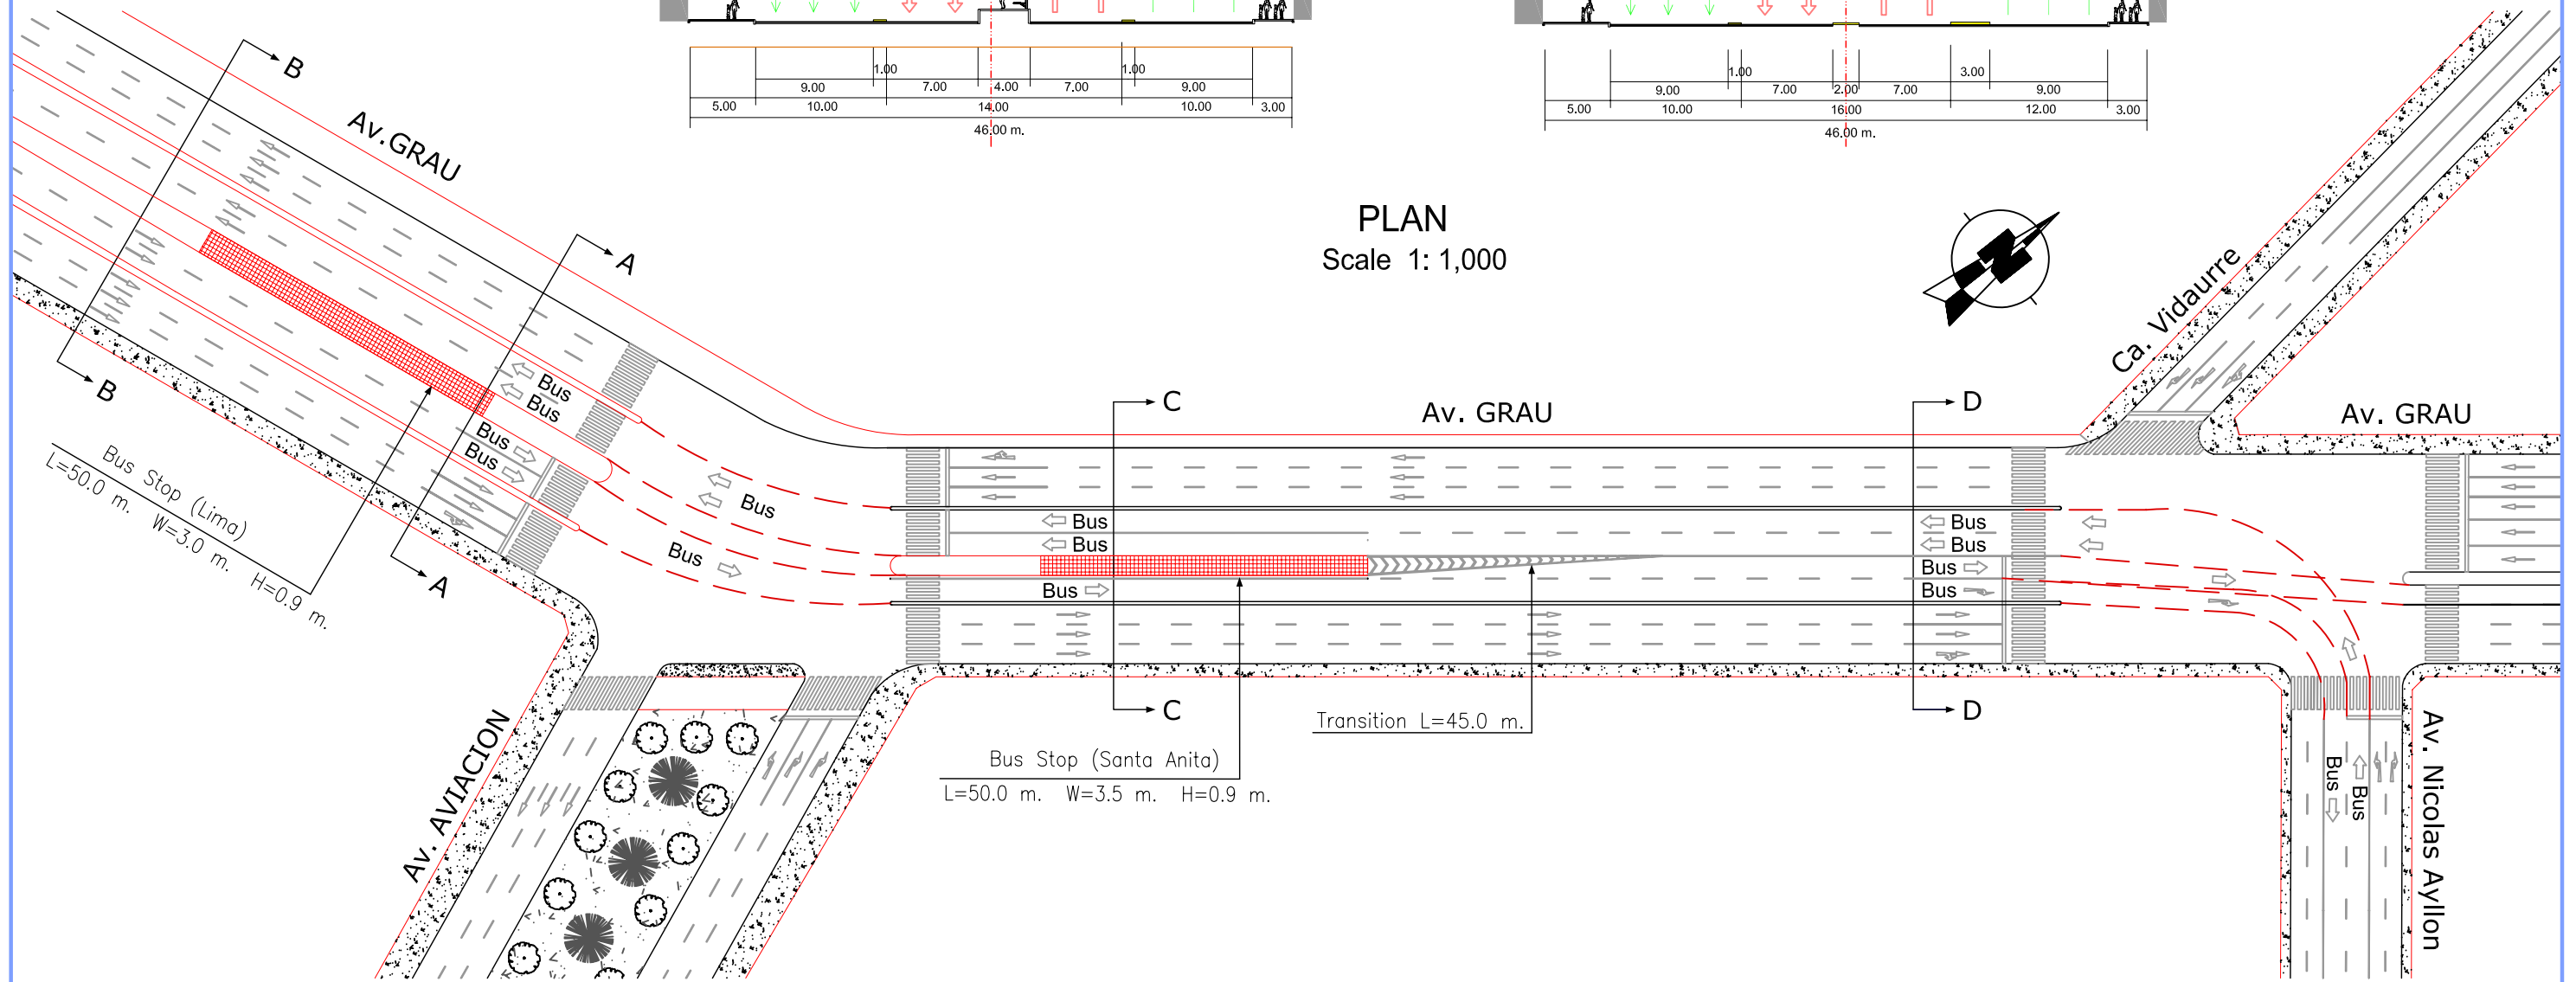 1.00
1.00
9.00
7.00
4.00
7.00
9.00
5.00
10.00
14.00
10.00
3.00
46.00 m.
1.00
3.00
9.00
7.00
2.00
7.00
9.00
5.00
10.00
16.00
12.00
3.00
46.00 m.
B
Av.GRAU
PLAN
Scale 1: 1,000
N
A
Ca. Vidaurre
B
Bus
Bus
Bus
Bus
C
Av. GRAU
D
Av. GRAU
Bus Stop (Lima)
L=50.0 m. W=3.0 m. H=0.9 m.
A
Bus
Bus
Bus
Bus
Bus
Bus
Bus
Bus
Bus
Bus
C
D
Transition L=45.0 m.
Bus Stop (Santa Anita)
L=50.0 m. W=3.5 m. H=0.9 m.
Av. AVIACION
Bus
Bus
Av. Nicolas Ayllon